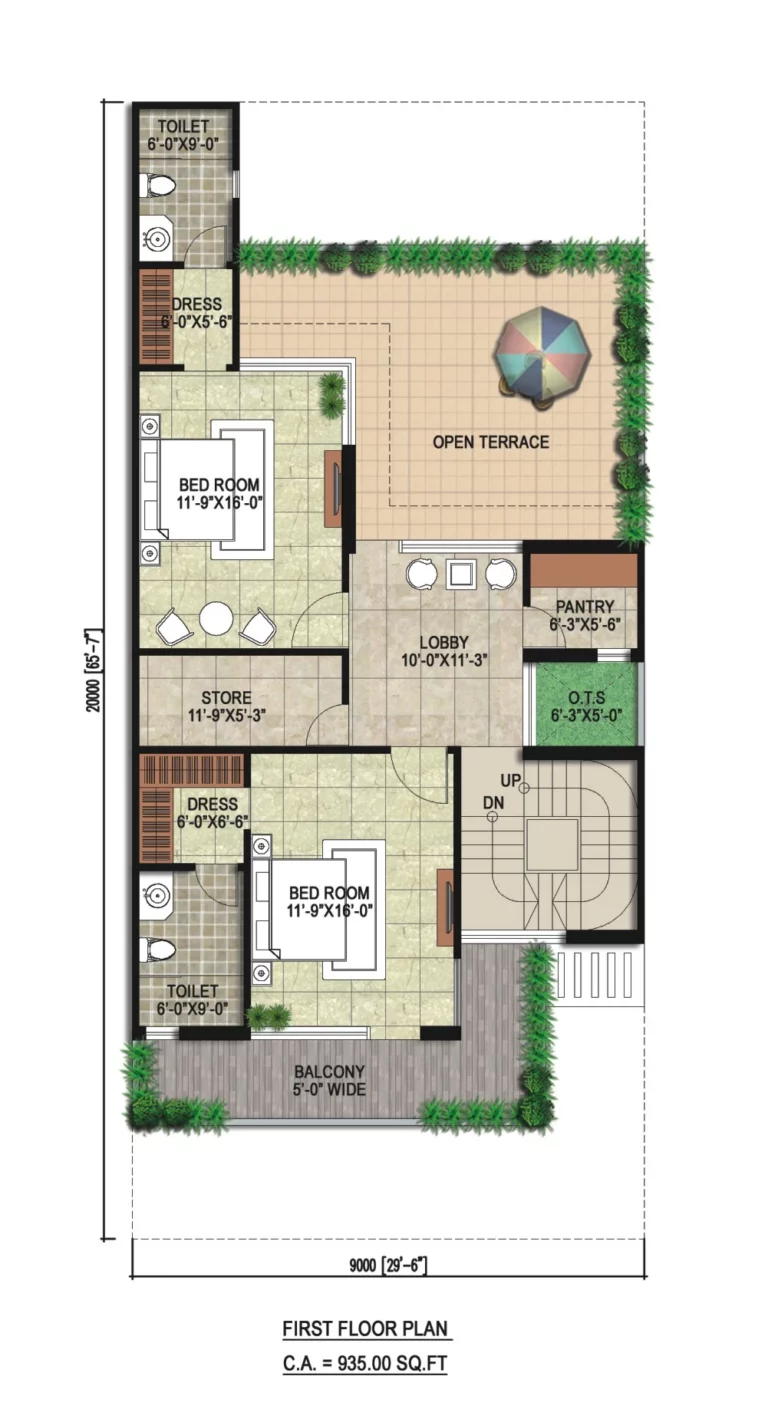 TOILET
6'-0"X9'-0"
DRESS
6'-0"X5'-6"
OPEN TERRACE
BED ROOM
11'-9"X16'-0"
PANTRY
6'-3"X5'-6"
LOBBY
10'-0"X11'-3"
20000 [65'-7"]
STORE
11'-9"X5'-3"
O.T.S
6'-3"X5'-0"
UP
DN
DRESS
6'-0"X6'-6"
BED ROOM
11'-9"X16'-0"
TOILET
6'-0"X9'-0"
BALCONY
5'-0" WIDE
9000 [29'-6"]
FIRST FLOOR PLAN
C.A. = 935.00 SQ.FT